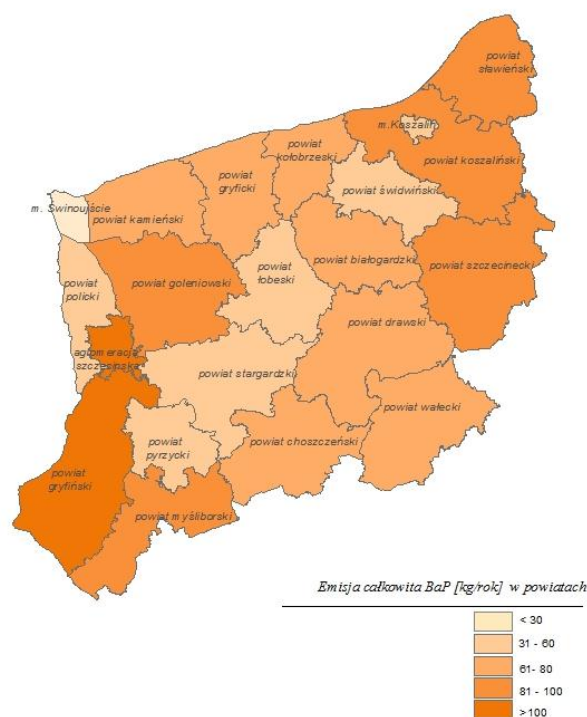 powiat
sławieński
m.Koszalin
powiat
kołobrzeski
powiat koszaliński
powiat
gryficki
powiat świdwiński
m. Świnoujście
powiat kamieński
powiat białogardzki
powiat szczecinecki
powiat
policki
powiat goleniowski
powiat
łobeski
powiat drawski
aglomeracja
szczecińska
powiat stargardzki
powiat wałecki
powiat
pyrzycki
powiat choszczeński
powiat
gryfiński
powiat myśliborski
Emisja całkowita BaP [kg/rok] w powiatach
< 30
31 - 60
61- 80
81 - 100
>100